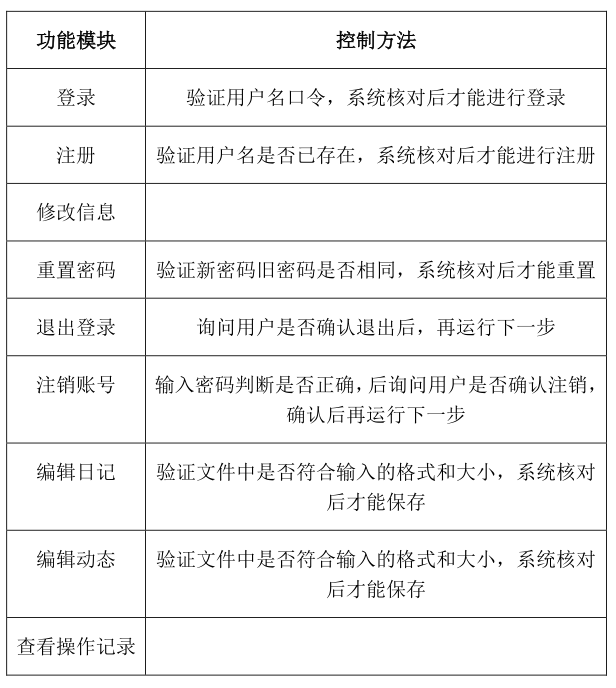 功能模块 控制方法
登录 验证用户名口令，系统核对后才能进行登录
注册 验证用户名是否已存在，系统核对后才能进行注册
修改信息
重置密码 验证新密码旧密码是否相同，系统核对后才能重置
退出登录 询问用户是否确认退出后，再运行下一步
注销账号 输入密码判断是否正确，后询问用户是否确认注销，
确认后再运行下一步
编辑日记 验证文件中是否符合输入的格式和大小，系统核对
后才能保存
编辑动态 验证文件中是否符合输入的格式和大小，系统核对
后才能保存
查看操作记录